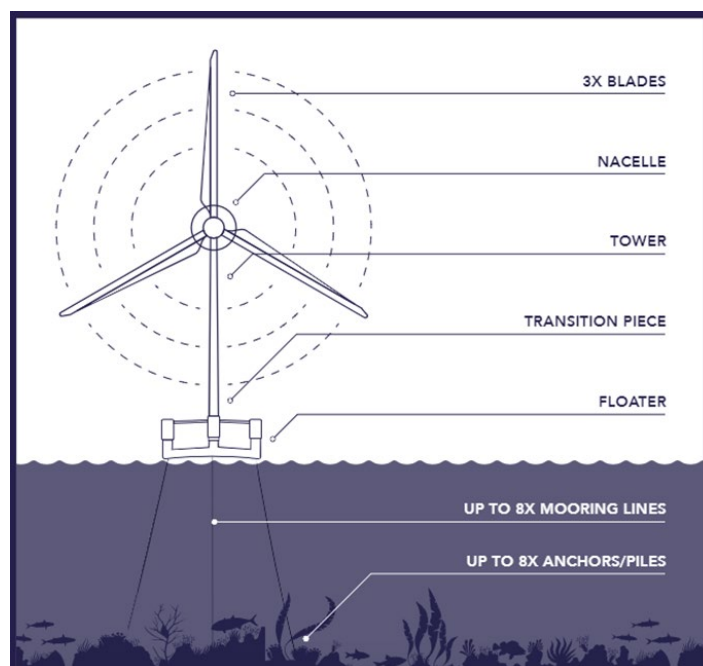 3X BLADES
NACELLE
TOWER
TRANSITION PIECE
FLOATER
UP TO 8X MOORING LINES
UP TO 8X ANCHORS/PILES